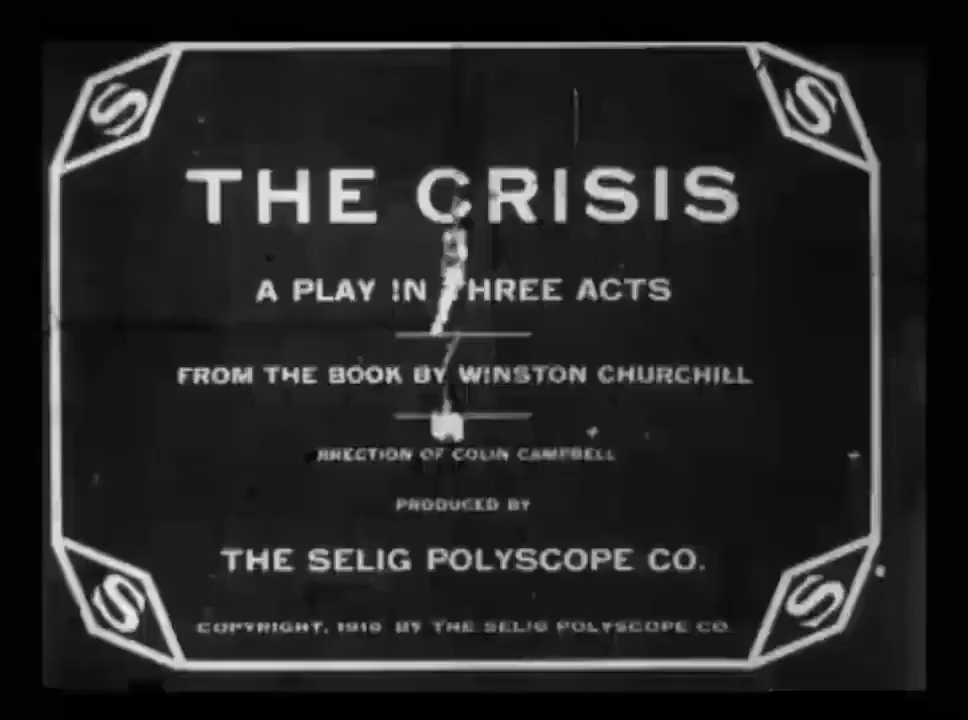 S S
THE CRISIS
A PLAY IN THREE ACTS
FROM THE BOOK BY WINSTON CHURCHILL
DIRECTION OF COLIN CAMPBELL
PRODUCED BY
THE SELIG POLYSCOPE CO.
COPYRIGHT, BY THE SELIG POLYSCOPE CO.
S S